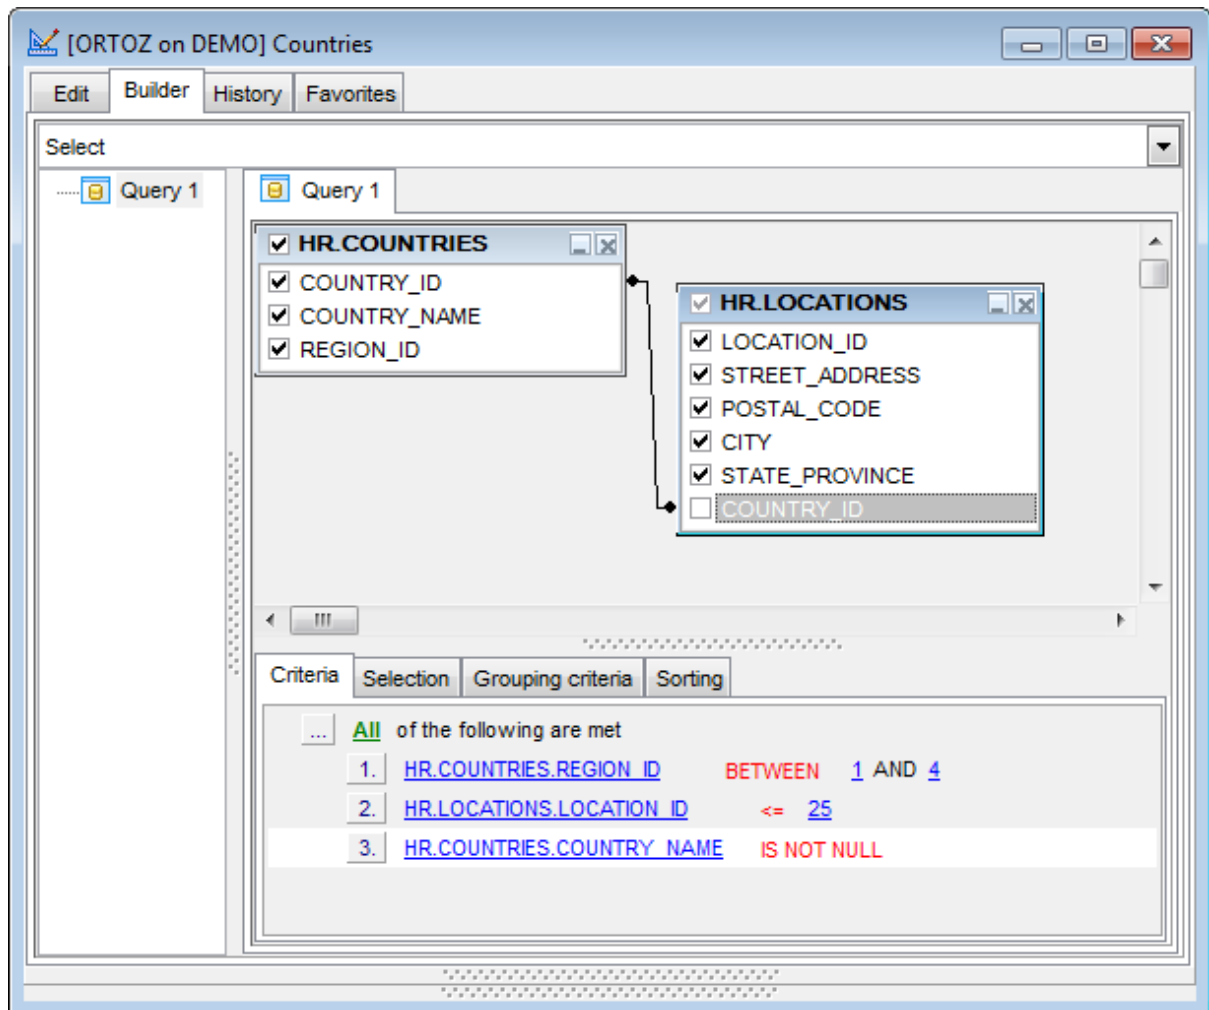 [ORTOZ on DEMO] Countries
Edit Builder History Favorites
Select
Query 1
Query 1
HR.COUNTRIES
COUNTRY_ID
COUNTRY_NAME
REGION_ID
HR.LOCATIONS
LOCATION_ID
STREET_ADDRESS
POSTAL_CODE
CITY
STATE_PROVINCE
COUNTRY_ID
Criteria Selection Grouping criteria Sorting
... All of the following are met
1. HR.COUNTRIES.REGION_ID BETWEEN 1 AND 4
2. HR.LOCATIONS.LOCATION_ID <= 25
3. HR.COUNTRIES.COUNTRY_NAME IS NOT NULL